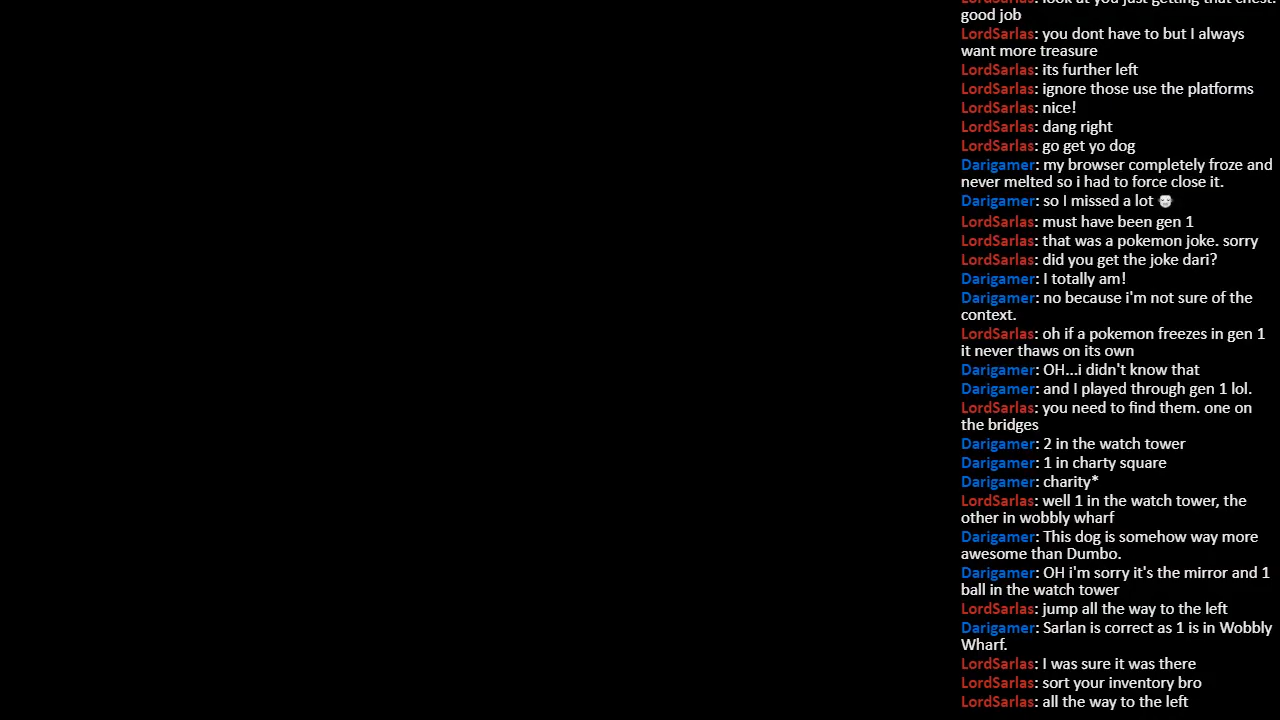 LordSarlas: look at you just getting that chest.
good job
LordSarlas: you dont have to but I always
want more treasure
LordSarlas: its further left
LordSarlas: ignore those use the platforms
LordSarlas: nice!
LordSarlas: dang right
LordSarlas: go get yo dog
Darigamer: my browser completely froze and
never melted so i had to force close it.
Darigamer: so I missed a lot
LordSarlas: must have been gen 1
LordSarlas: that was a pokemon joke. sorry
LordSarlas: did you get the joke dari?
Darigamer: I totally am!
Darigamer: no because i'm not sure of the
context.
LordSarlas: oh if a pokemon freezes in gen 1
it never thaws on its own
Darigamer: OH...i didn't know that
Darigamer: and I played through gen 1 lol.
LordSarlas: you need to find them. one on
the bridges
Darigamer: 2 in the watch tower
Darigamer: 1 in charty square
Darigamer: charity*
LordSarlas: well 1 in the watch tower, the
other in wobbly wharf
Darigamer: This dog is somehow way more
awesome than Dumbo.
Darigamer: OH i'm sorry it's the mirror and 1
ball in the watch tower
LordSarlas: jump all the way to the left
Darigamer: Sarlan is correct as 1 is in Wobbly
Wharf.
LordSarlas: I was sure it was there
LordSarlas: sort your inventory bro
LordSarlas: all the way to the left